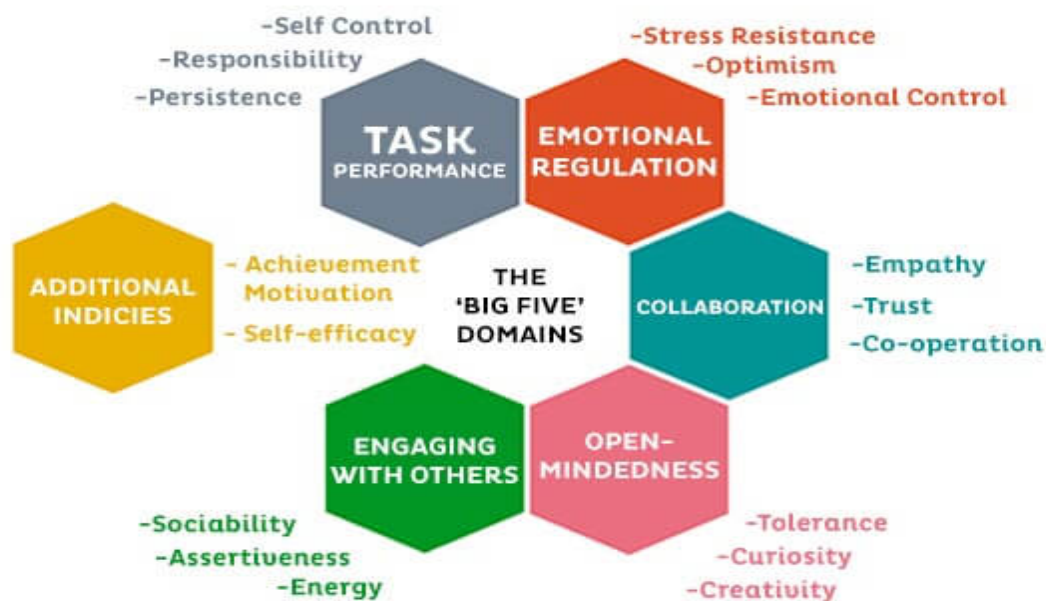 -Self Control
-Responsibility
-Persistence
TASK
PERFORMANCE
-Stress Resistance
-Optimism
-Emotional Control
EMOTIONAL
REGULATION
ADDITIONAL
INDICIES
- Achievement
Motivation
- Self-efficacy
THE
'BIG FIVE'
DOMAINS
COLLABORATION
-Empathy
-Trust
-Co-operation
ENGAGING
WITH OTHERS
-Sociability
-Assertiveness
-Energy
OPEN-
MINDEDNESS
-Tolerance
-Curiosity
-Creativity